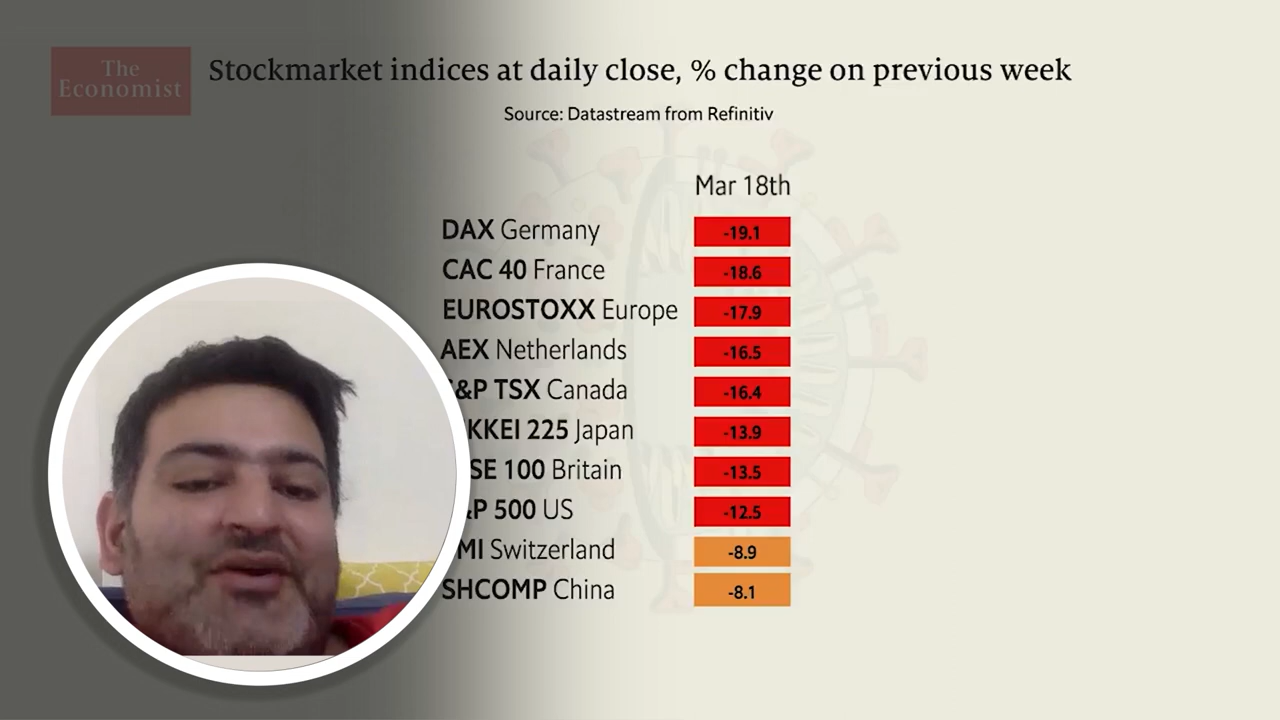 The
Economist
Stockmarket indices at daily close, % change on previous week
Source: Datastream from Refinitiv
Mar 18th
DAX Germany -19.1
CAC 40 France -18.6
EUROSTOXX Europe -17.9
AEX Netherlands -16.5
&P TSX Canada -16.4
KKEI 225 Japan -13.9
SE 100 Britain -13.5
&P 500 US -12.5
MI Switzerland -8.9
SHCOMP China -8.1